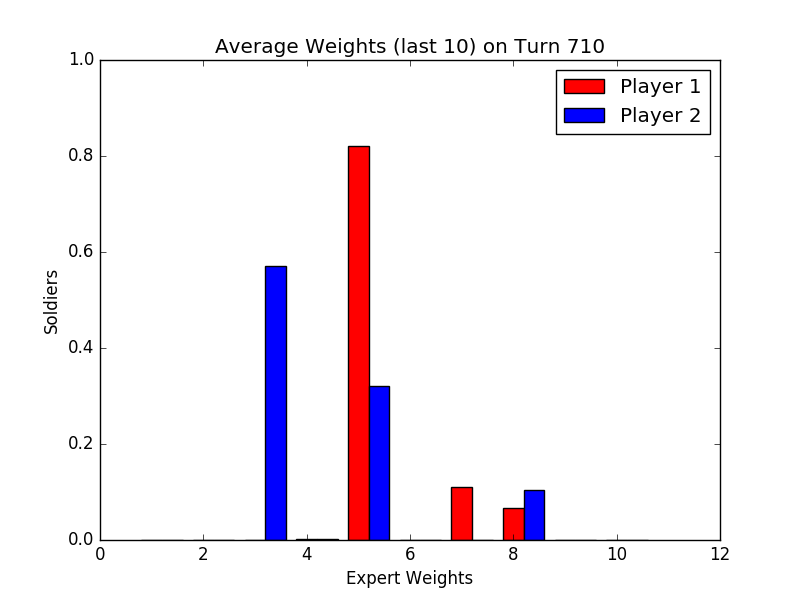 Average Weights (last 10) on Turn 710
1.0
Player 1
Player 2
0.8
0.6
Soldiers
0.4
0.2
0.0
0 2 4 6 8 10 12
Expert Weights